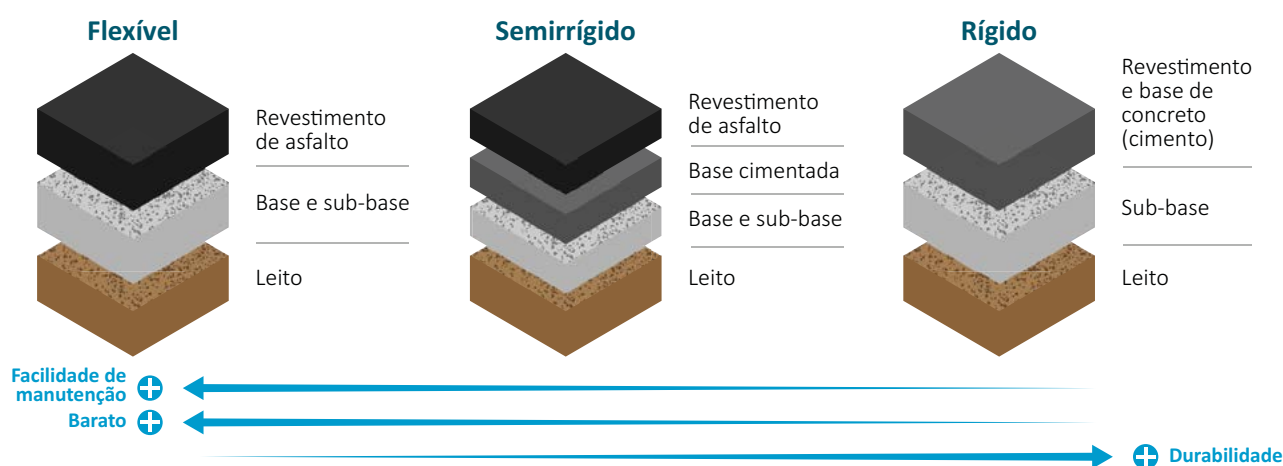 Flexível
Revestimento
de asfalto
Base e sub-base
Leito
Semirrígido
Revestimento
de asfalto
Base cimentada
Base e sub-base
Leito
Rígido
Revestimento
e base de
concreto
(cimento)
Sub-base
Leito
Facilidade de
manutenção
Barato
Durabilidade